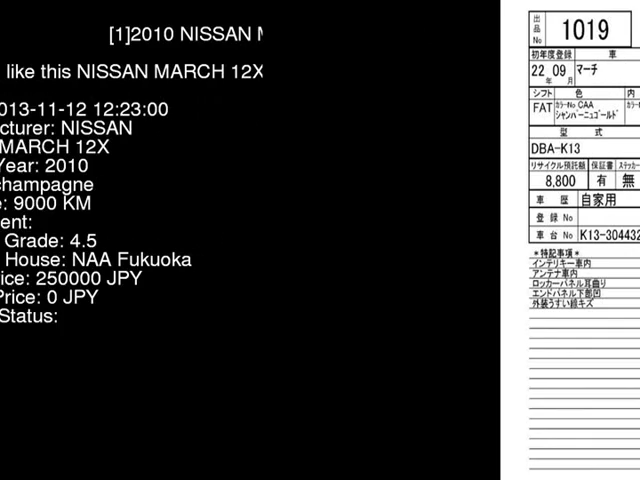 [1]2010 NISSAN
like this NISSAN MARCH 12X
013-11-12 12:23:00
cturer: NISSAN
MARCH 12X
Year: 2010
champagne
e: 9000 KM
ent:
Grade: 4.5
House: NAA Fukuoka
rice: 250000 JPY
Price: 0 JPY
Status:
出品No 1019
初年度登録 車
22年 09月 マーチ
シフト 色 内
FAT カラーNo CAA カラー
シャンパーニュゴールド
型 式
DBA-K13
リサイクル預託額 保証書 ステッカー
8,800 有 無
車 歴 自家用
登 録 No
車 台 No K13-304432
*特記事項*
インテリキー車内
アンテナ車内
ロッカーパネル耳曲り
エンドパネル下部凹
外装うすい線キズ